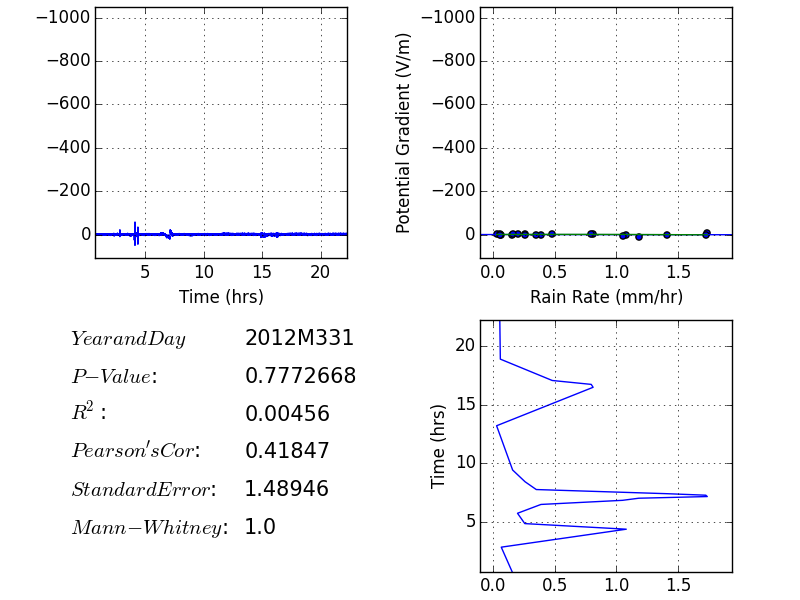 −1000
−800
−600
−400
−200
0
5 10 15 20
Time (hrs)
Potential Gradient (V/m)
−1000
−800
−600
−400
−200
0
0.0 0.5 1.0 1.5
Rain Rate (mm/hr)
YearandDay 2012M331
P−Value: 0.7772668
R²: 0.00456
Pearson'sCor: 0.41847
StandardError: 1.48946
Mann−Whitney: 1.0
Time (hrs)
20
15
10
5
0.0 0.5 1.0 1.5